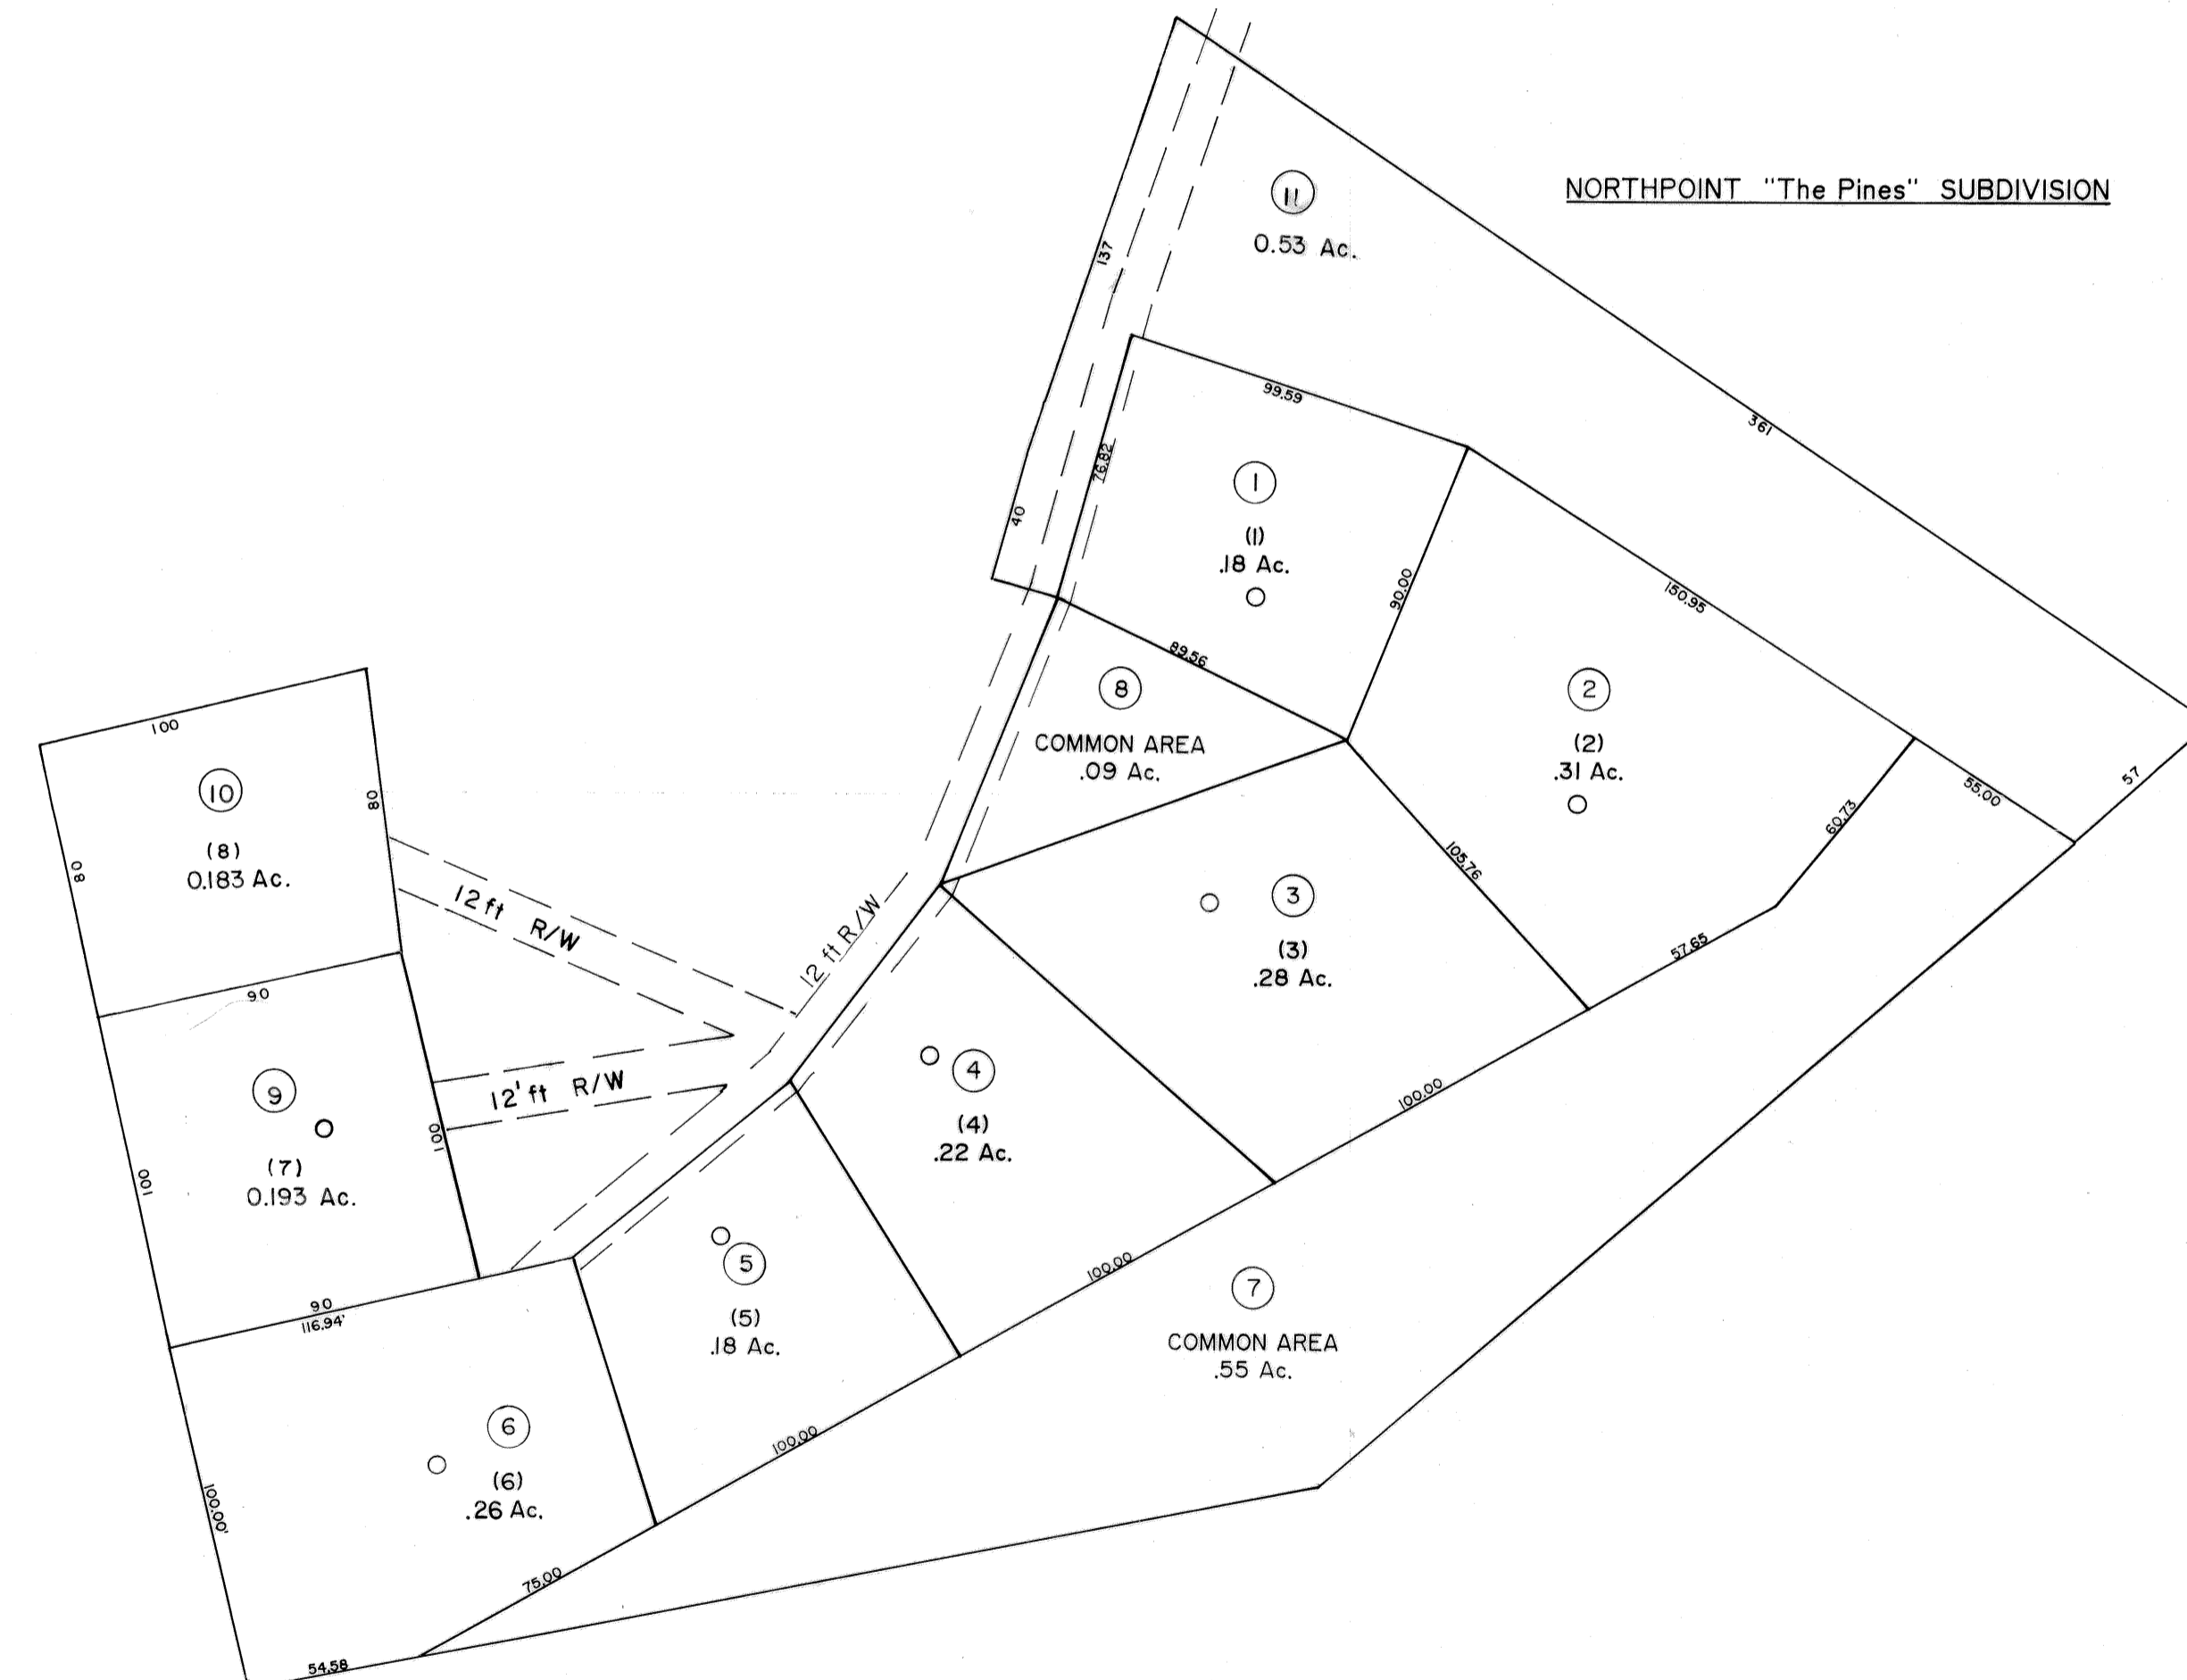 NORTHPOINT "The Pines" SUBDIVISION
11
0.53 Ac.
137
361
99.59
76.82
40
1
(1)
.18 Ac.
90.00
89.56
150.95
2
(2)
.31 Ac.
8
COMMON AREA
.09 Ac.
55.00
57
60.73
57.65
105.76
3
(3)
.28 Ac.
100.00
100
10
(8)
0.183 Ac.
80
80
12 ft R/W
12 ft R/W
90
12' ft R/W
9
(7)
0.193 Ac.
100
100
4
(4)
.22 Ac.
100.00
5
(5)
.18 Ac.
100.00
7
COMMON AREA
.55 Ac.
90
116.94'
6
(6)
.26 Ac.
100.00'
75.00
54.58